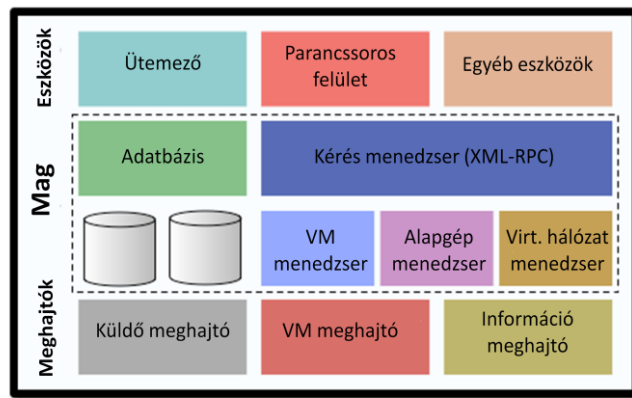 Eszközök
Ütemező
Parancssoros
felület
Egyéb eszközök
Mag
Adatbázis
Kérés menedzser (XML-RPC)
VM
menedzser
Alapgép
menedzser
Virt. hálózat
menedzser
Meghajtók
Küldő meghajtó
VM meghajtó
Információ
meghajtó